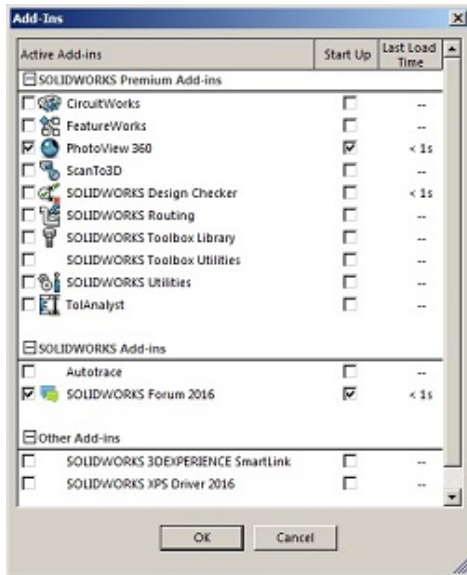 Add-Ins
Active Add-ins Start Up Last Load Time
SOLIDWORKS Premium Add-ins
CircuitWorks --
FeatureWorks --
PhotoView 360 < 1s
ScanTo3D --
SOLIDWORKS Design Checker < 1s
SOLIDWORKS Routing --
SOLIDWORKS Toolbox Library --
SOLIDWORKS Toolbox Utilities --
SOLIDWORKS Utilities --
TolAnalyst --
SOLIDWORKS Add-ins
Autotrace --
SOLIDWORKS Forum 2016 < 1s
Other Add-ins
SOLIDWORKS 3DEXPERIENCE SmartLink --
SOLIDWORKS XPS Driver 2016 --
OK Cancel